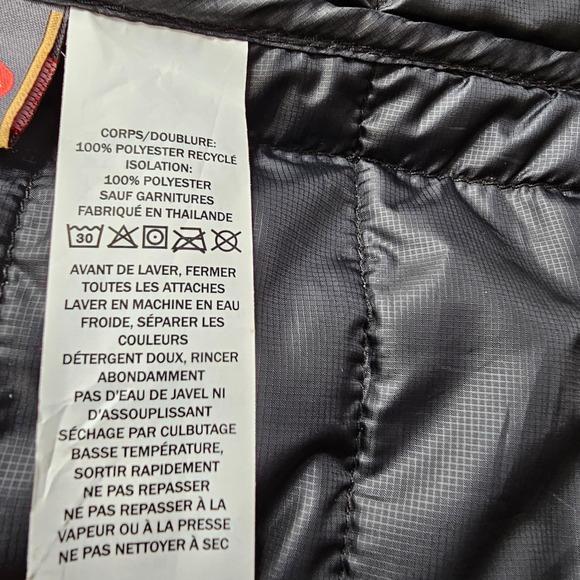 CORPS/DOUBLURE:
100% POLYESTER RECYCLÉ
ISOLATION:
100% POLYESTER
SAUF GARNITURES
FABRIQUÉ EN THAILANDE
30
AVANT DE LAVER, FERMER
TOUTES LES ATTACHES
LAVER EN MACHINE EN EAU
FROIDE, SÉPARER LES
COULEURS
DÉTERGENT DOUX, RINCER
ABONDAMMENT
PAS D'EAU DE JAVEL NI
D'ASSOUPLISSANT
SÉCHAGE PAR CULBUTAGE
BASSE TEMPÉRATURE,
SORTIR RAPIDEMENT
NE PAS REPASSER
NE PAS REPASSER À LA
VAPEUR OU À LA PRESSE
NE PAS NETTOYER À SEC